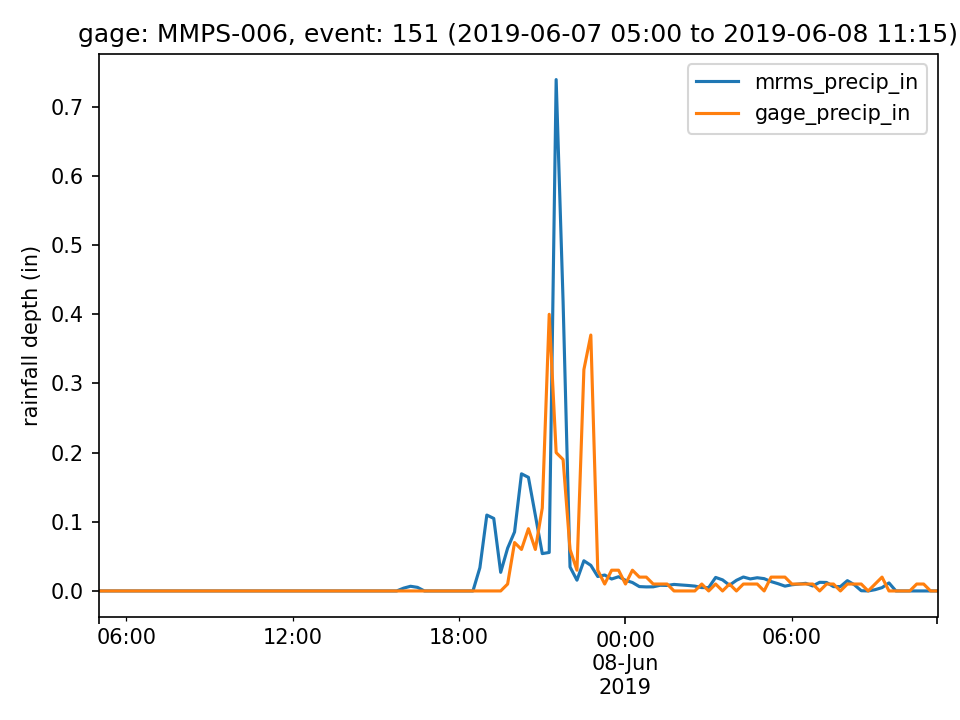 gage: MMPS-006, event: 151 (2019-06-07 05:00 to 2019-06-08 11:15)
mrms_precip_in
gage_precip_in
rainfall depth (in)
0.7
0.6
0.5
0.4
0.3
0.2
0.1
0.0
06:00 12:00 18:00 00:00 06:00
08-Jun
2019